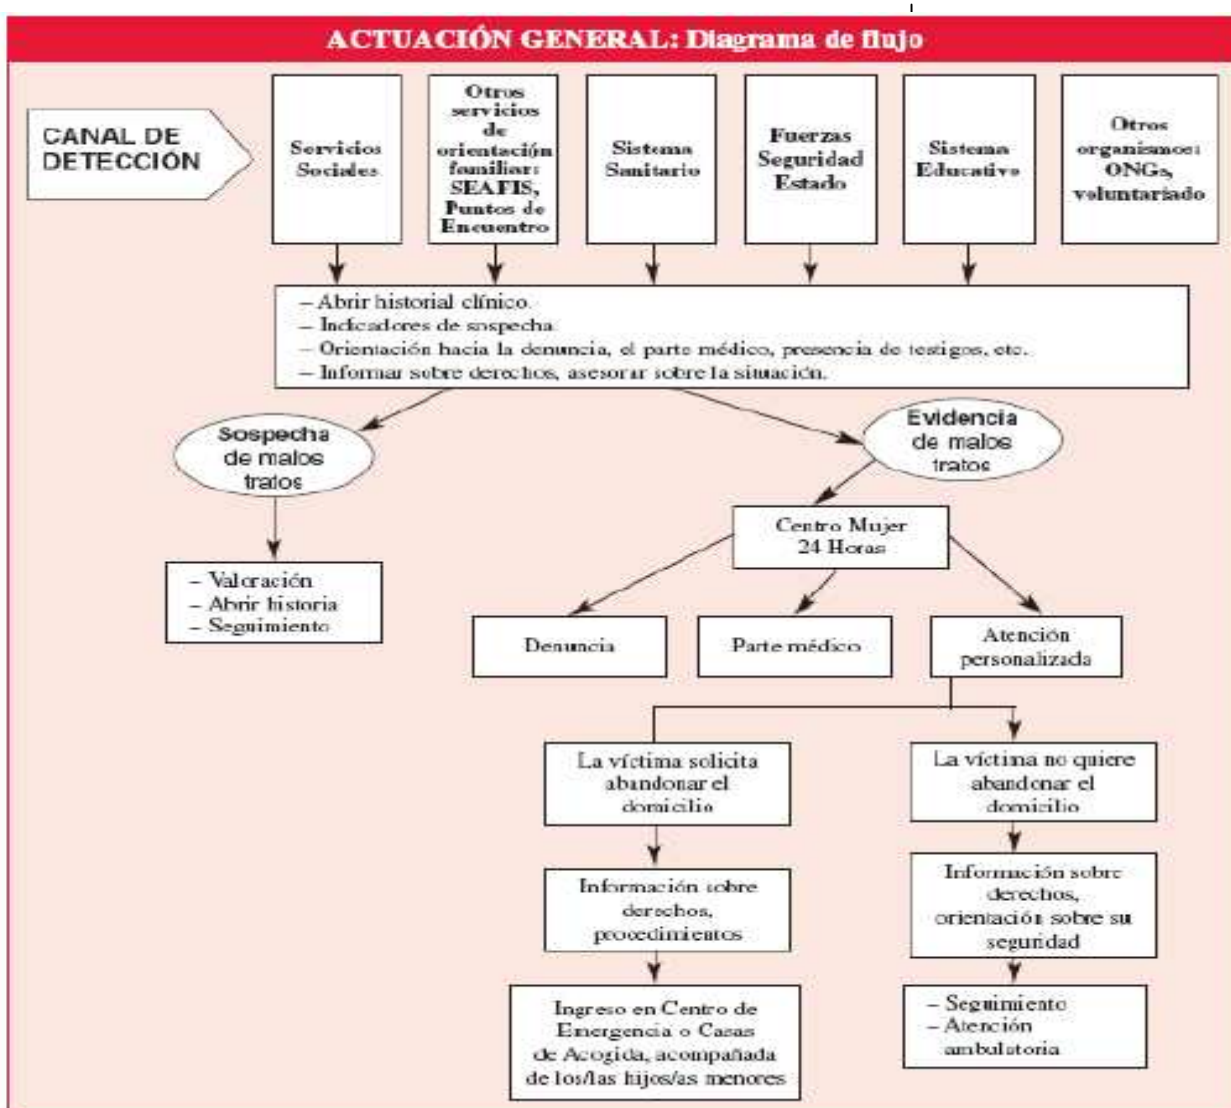 ACTUACIÓN GENERAL: Diagrama de flujo
CANAL DE
DETECCIÓN
Servicios
Sociales
Otros
servicios
de
orientación
familiar:
SEAFIS,
Puntos de
Encuentro
Sistema
Sanitario
Fuerzas
Seguridad
Estado
Sistema
Educativo
Otros
organismos:
ONGs,
voluntariado
– Abrir historial clínico.
– Indicadores de sospecha.
– Orientación hacia la denuncia, el parte médico, presencia de testigos, etc.
– Informar sobre derechos, asesorar sobre la situación.
Sospecha
de malos
tratos
Evidencia
de malos
tratos
Centro Mujer
24 Horas
– Valoración
– Abrir historia
– Seguimiento
Denuncia
Parte médico
Atención
personalizada
La víctima solicita
abandonar el
domicilio
La víctima no quiere
abandonar el
domicilio
Información sobre
derechos,
procedimientos
Información sobre
derechos,
orientación sobre su
seguridad
Ingreso en Centro de
Emergencia o Casas
de Acogida, acompañada
de los/las hijos/as menores
– Seguimiento
– Atención
ambulatoria